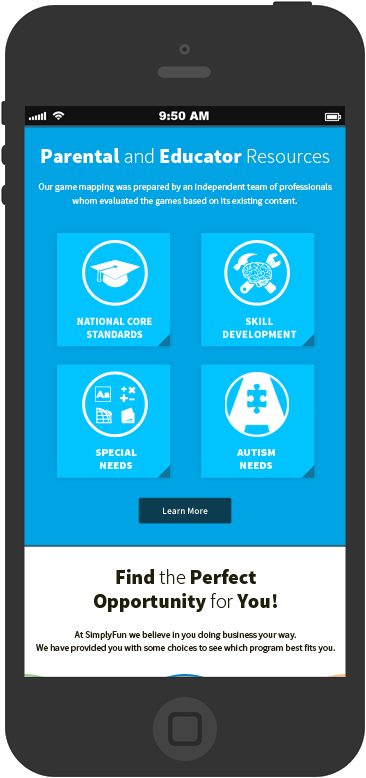 9:50 AM
Parental and Educator Resources
Our game mapping was prepared by an independent team of professionals
whom evaluated the games based on its existing content.
NATIONAL CORE
STANDARDS
SKILL
DEVELOPMENT
Aa
SPECIAL
NEEDS
AUTISM
NEEDS
Learn More
Find the Perfect
Opportunity for You!
At SimplyFun we believe in you doing business your way.
We have provided you with some choices to see which program best fits you.